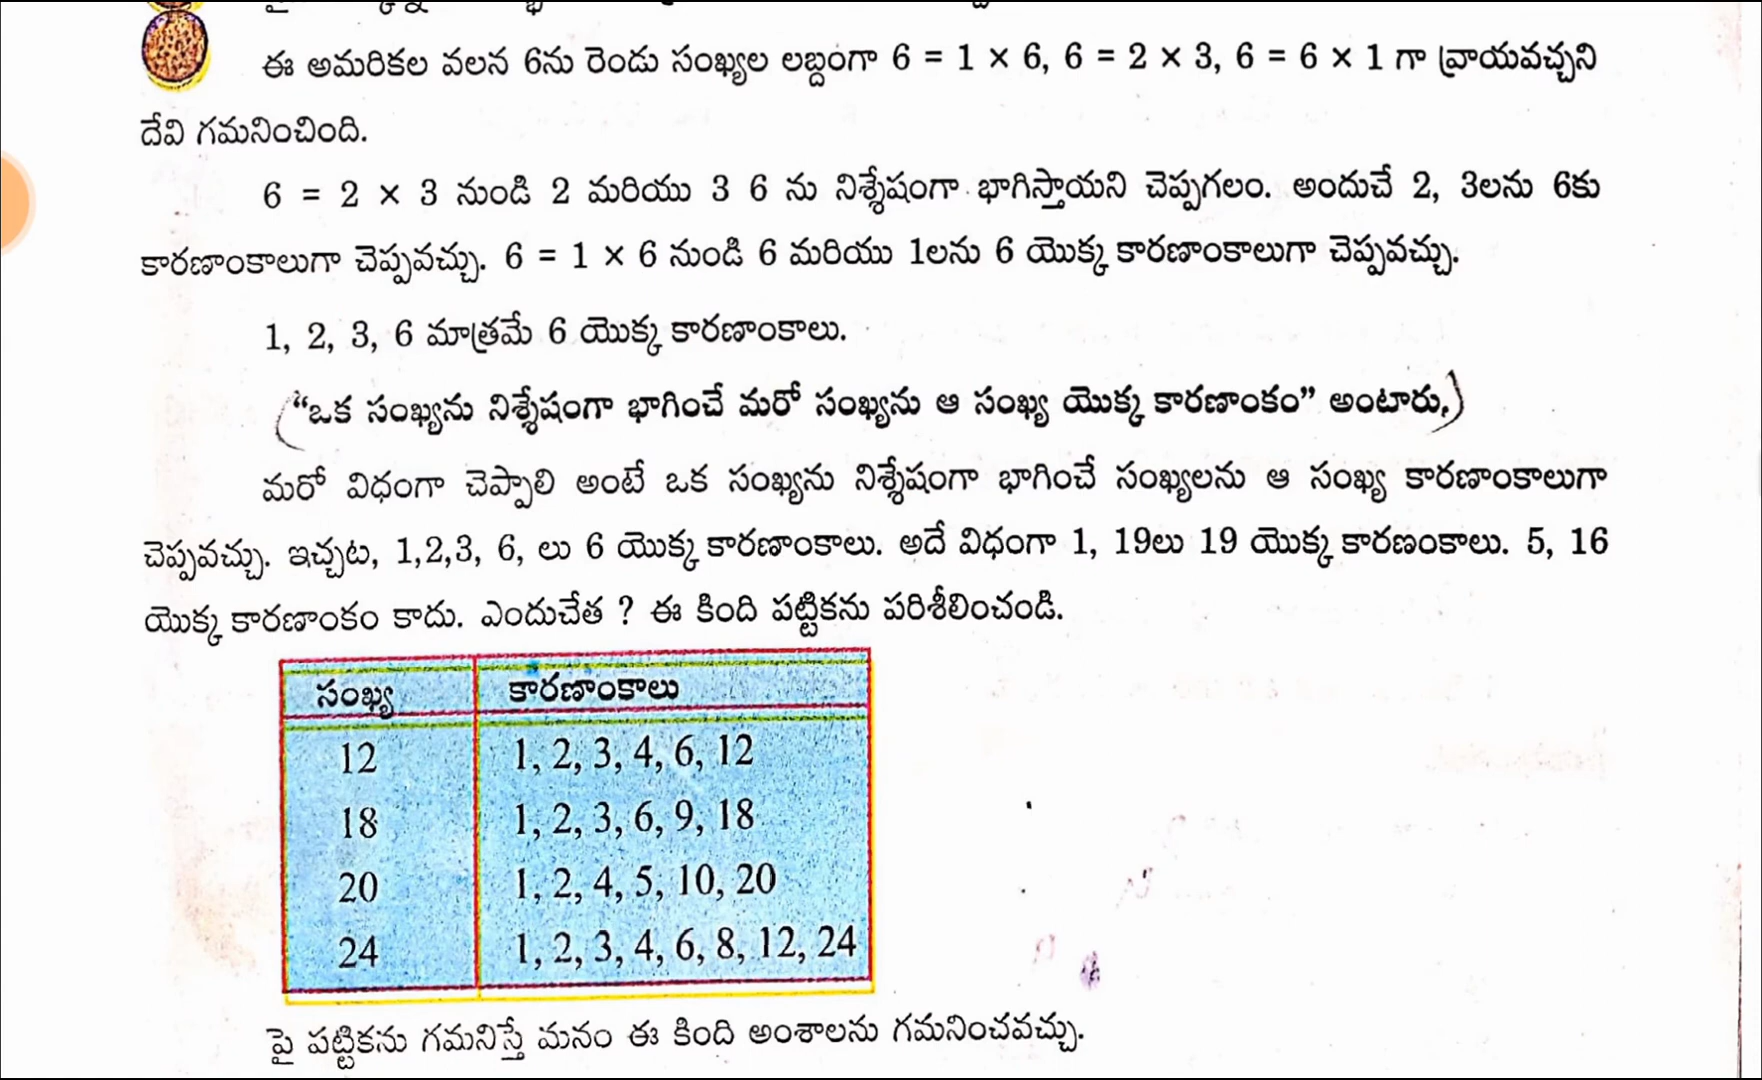 ఈ అమరికల వలన 6ను రెండు సంఖ్యల లబ్దంగా 6 = 1 × 6, 6 = 2 × 3, 6 = 6 × 1 గా వ్రాయవచ్చని
దేవి గమనించింది.
6 = 2 × 3 నుండి 2 మరియు 3 6 ను నిశ్శేషంగా భాగిస్తాయని చెప్పగలం. అందుచే 2, 3లను 6కు
కారణాంకాలుగా చెప్పవచ్చు. 6 = 1 × 6 నుండి 6 మరియు 1లను 6 యొక్క కారణాంకాలుగా చెప్పవచ్చు.
1, 2, 3, 6 మాత్రమే 6 యొక్క కారణాంకాలు.
("ఒక సంఖ్యను నిశ్శేషంగా భాగించే మరో సంఖ్యను ఆ సంఖ్య యొక్క కారణాంకం" అంటారు.)
మరో విధంగా చెప్పాలి అంటే ఒక సంఖ్యను నిశ్శేషంగా భాగించే సంఖ్యలను ఆ సంఖ్య కారణాంకాలుగా
చెప్పవచ్చు. ఇచ్చట, 1,2,3, 6, లు 6 యొక్క కారణాంకాలు. అదే విధంగా 1, 19లు 19 యొక్క కారణంకాలు. 5, 16
యొక్క కారణాంకం కాదు. ఎందుచేత ? ఈ కింది పట్టికను పరిశీలించండి.
సంఖ్య కారణాంకాలు
12 1, 2, 3, 4, 6, 12
18 1, 2, 3, 6, 9, 18
20 1, 2, 4, 5, 10, 20
24 1, 2, 3, 4, 6, 8, 12, 24
పై పట్టికను గమనిస్తే మనం ఈ కింది అంశాలను గమనించవచ్చు.